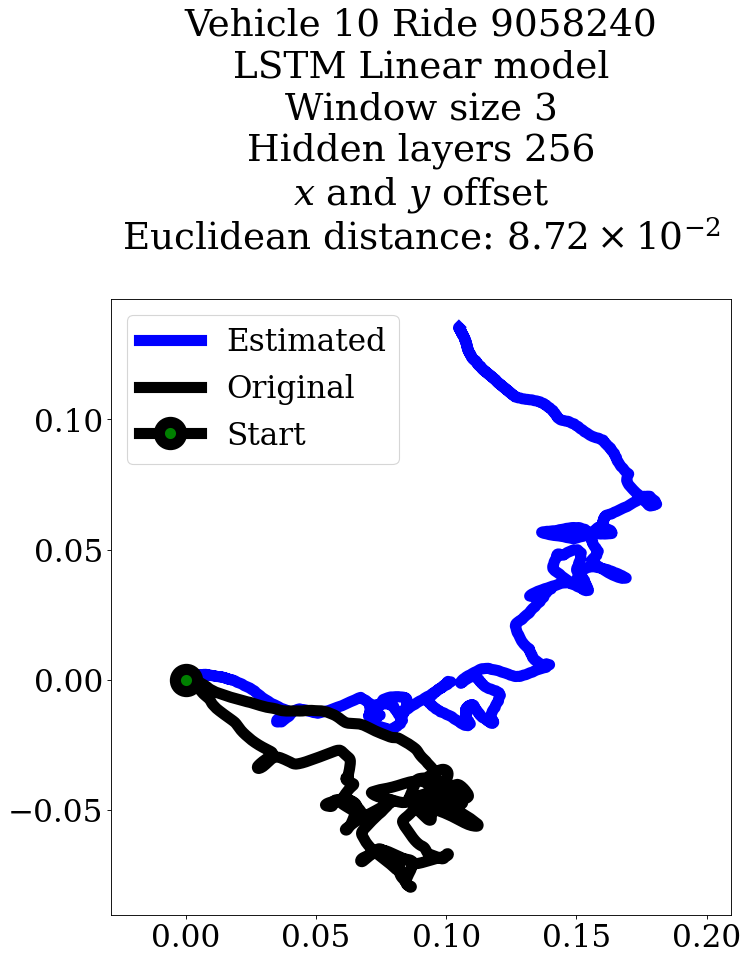 Vehicle 10 Ride 9058240
LSTM Linear model
Window size 3
Hidden layers 256
x and y offset
Euclidean distance: 8.72 × 10⁻²
Estimated
Original
Start
0.10
0.05
0.00
−0.05
0.00 0.05 0.10 0.15 0.20